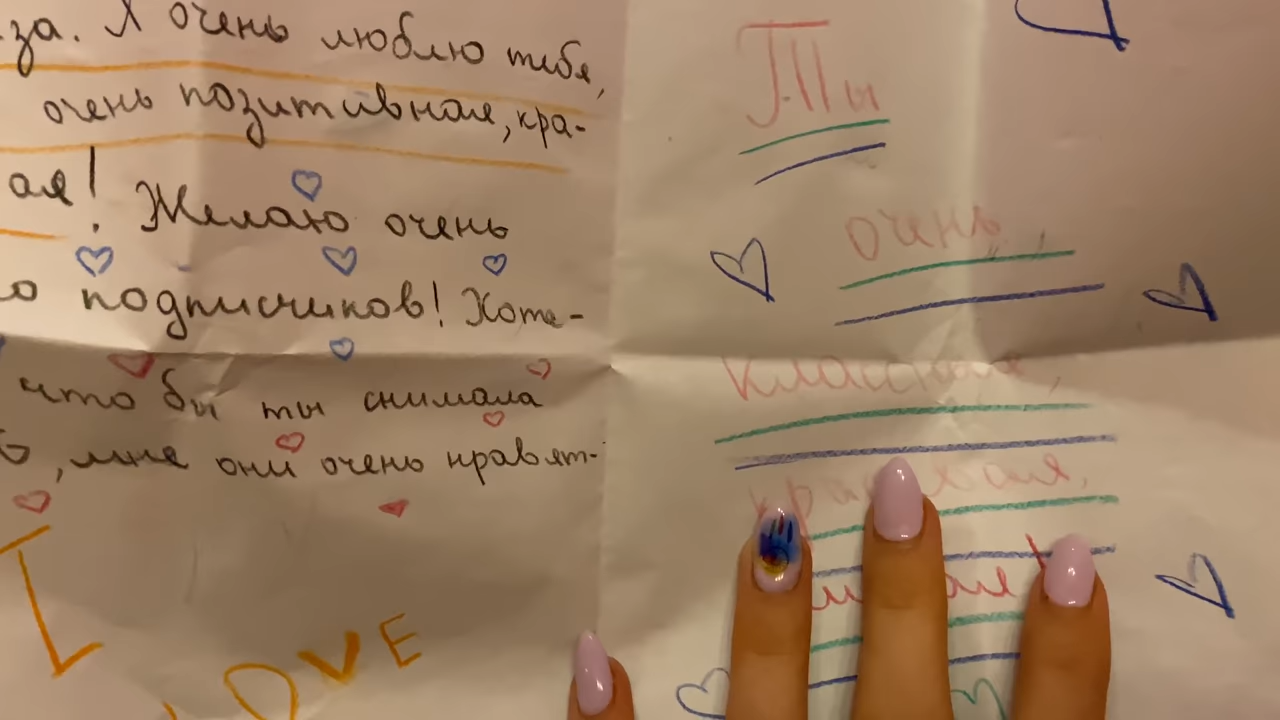 за. Я очень люблю тебя,
очень позитивная, кра-
ая! Желаю очень
о подписчиков! Хоте-
что бы ты снимала
, мне они очень нравят-
I
LOVE
Ты
очень
классная,